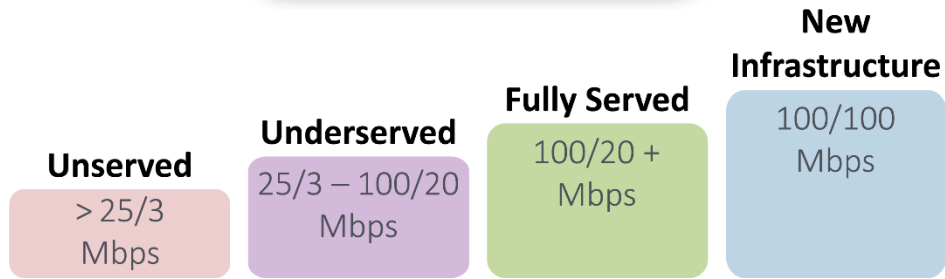 Unserved
> 25/3
Mbps
Underserved
25/3 – 100/20
Mbps
Fully Served
100/20 +
Mbps
New
Infrastructure
100/100
Mbps